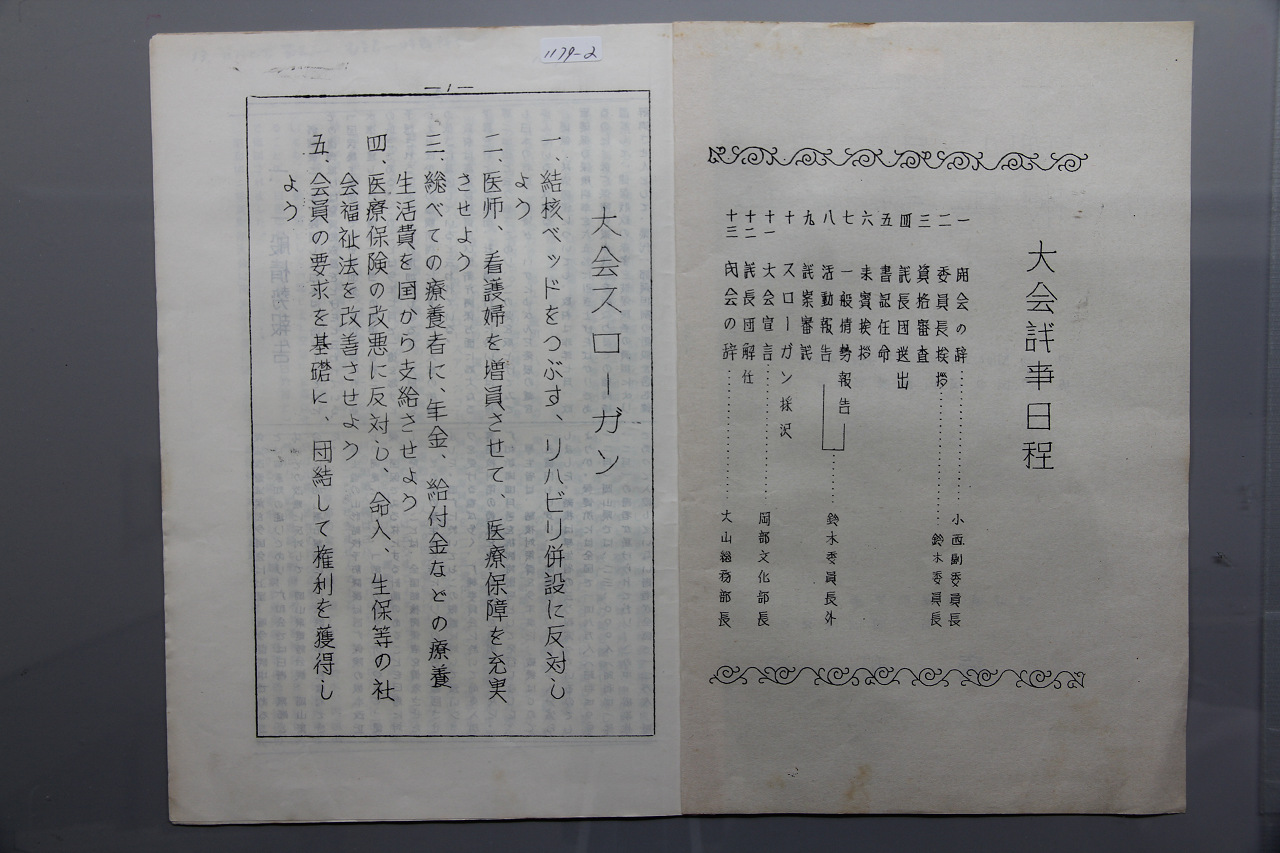 大会議事日程
一 開会の辞……………小西副委員長
二 委員長挨拶……………鈴木委員長
三 資格審査
四 議長団選出
五 書記任命
六 来賓挨拶
七 一般情勢報告
八 活動報告……鈴木委員長外
九 議案審議
十 スローガン採沢
十一 大会宣言……………岡部文化部長
十二 議長団解任
十三 閉会の辞……………大山総務部長
1179-2
—1—
大会スローガン
一、結核ベッドをつぶす、リハビリ併設に反対し
よう
二、医師、看護婦を増員させて、医療保障を充実
させよう
三、総べての療養者に、年金、給付金などの療養
生活費を国から支給させよう
四、医療保険の改悪に反対し、命入、生保等の社
会福祉法を改善させよう
五、会員の要求を基礎に、団結して権利を獲得し
よう